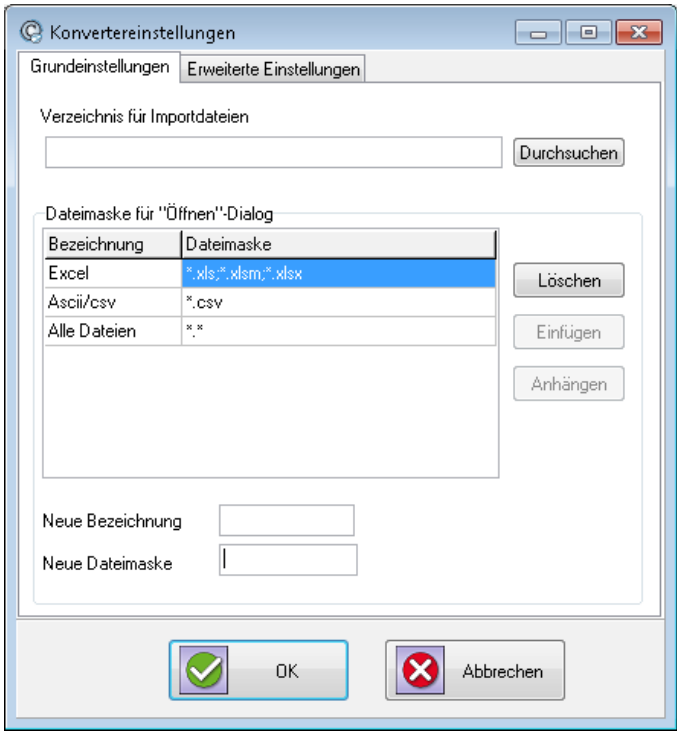 Konvertereinstellungen
Grundeinstellungen Erweiterte Einstellungen
Verzeichnis für Importdateien
Durchsuchen
Dateimaske für "Öffnen"-Dialog
Bezeichnung Dateimaske
Excel *.xls;*.xlsm;*.xlsx
Löschen
Ascii/csv *.csv
Alle Dateien *.*
Einfügen
Anhängen
Neue Bezeichnung
Neue Dateimaske
OK Abbrechen